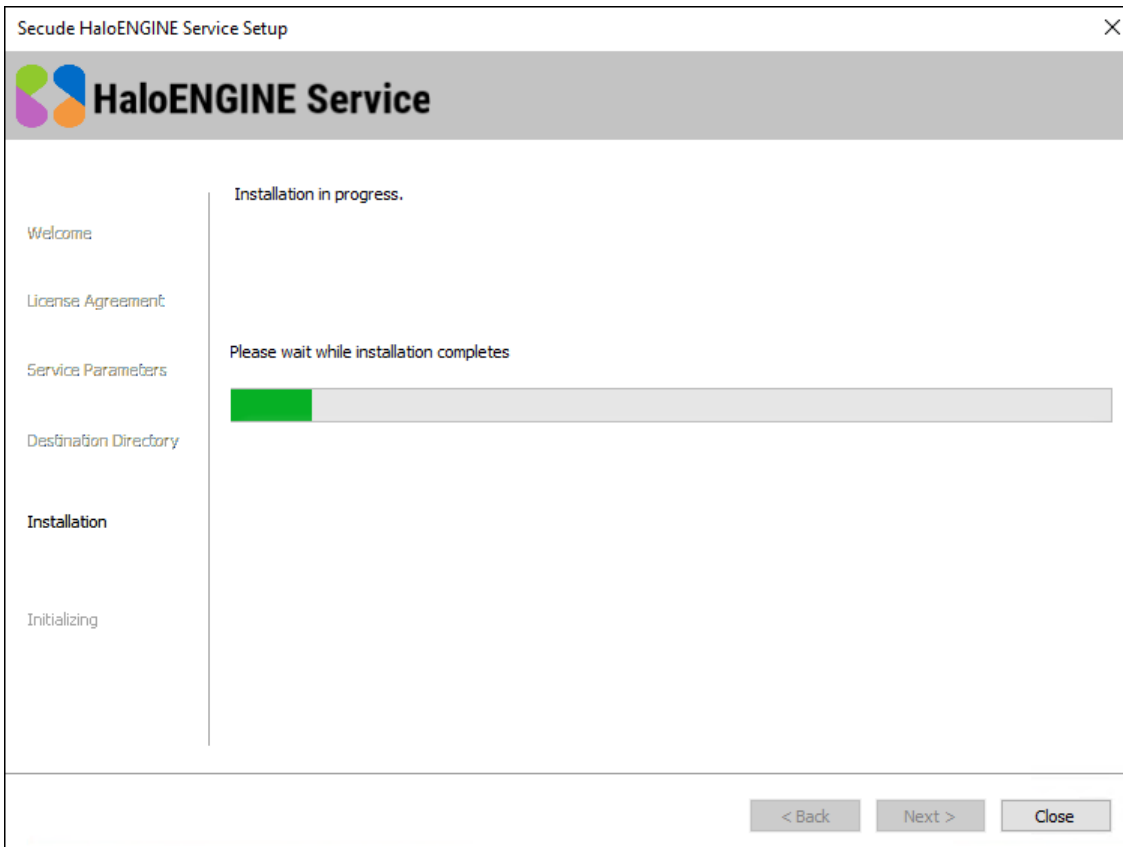 Secude HaloENGINE Service Setup
HaloENGINE Service
Installation in progress.
Welcome
License Agreement
Please wait while installation completes
Service Parameters
Destination Directory
Installation
Initializing
< Back
Next >
Close